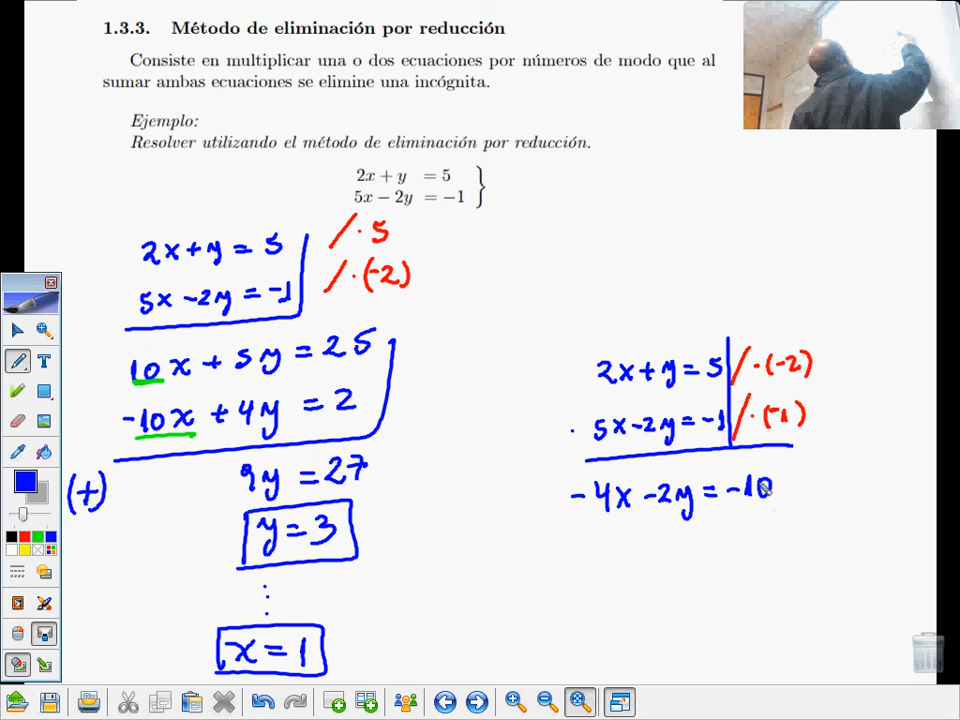 1.3.3. Método de eliminación por reducción
Consiste en multiplicar una o dos ecuaciones por números de modo que al
sumar ambas ecuaciones se elimine una incógnita.
Ejemplo:
Resolver utilizando el método de eliminación por reducción.
2x + y = 5
5x − 2y = −1 }
2x + y = 5 / · 5
5x - 2y = -1 / · (-2)
10x + 5y = 25
-10x + 4y = 2
(+) 9y = 27
y = 3
⋮
x = 1
2x + y = 5 / · (-2)
· 5x - 2y = -1 / · (-1)
-4x - 2y = -10
T